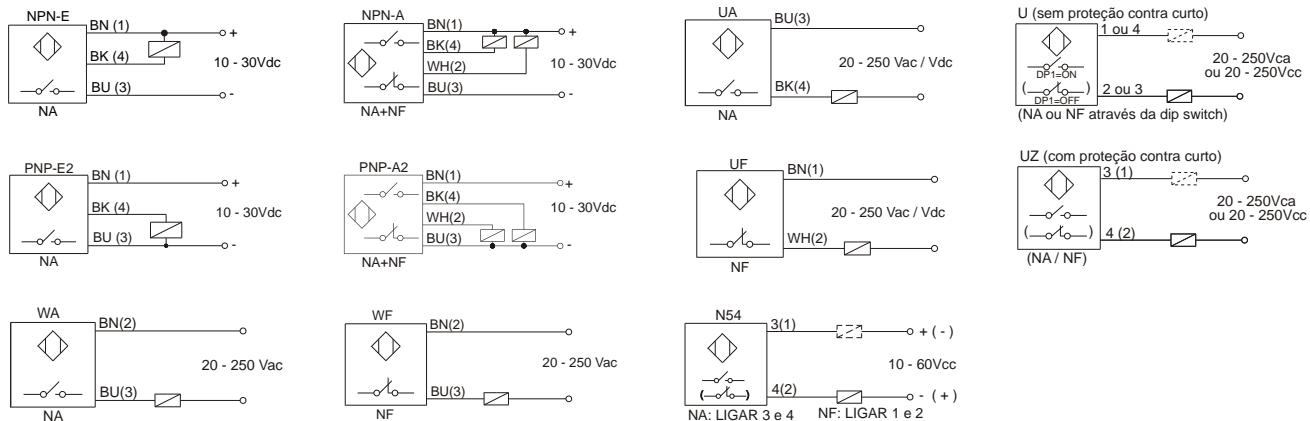 NPN-E
BN (1)
+
BK (4)
10 - 30Vdc
BU (3)
-
NA
NPN-A
BN(1)
+
BK(4)
WH(2)
10 - 30Vdc
BU(3)
-
NA+NF
UA
BU(3)
20 - 250 Vac / Vdc
BK(4)
NA
U (sem proteção contra curto)
1 ou 4
20 - 250Vca
ou 20 - 250Vcc
DP1=ON
( )
DP1=OFF
2 ou 3
(NA ou NF através da dip switch)
PNP-E2
BN (1)
+
BK (4)
10 - 30Vdc
BU (3)
-
NA
PNP-A2
BN(1)
+
BK(4)
WH(2)
10 - 30Vdc
BU(3)
-
NA+NF
UF
BN(1)
20 - 250 Vac / Vdc
WH(2)
NF
UZ (com proteção contra curto)
3 (1)
20 - 250Vca
ou 20 - 250Vcc
( )
4 (2)
(NA / NF)
WA
BN(2)
20 - 250 Vac
BU(3)
NA
WF
BN(2)
20 - 250 Vac
BU(3)
NF
N54
3(1)
+ ( - )
10 - 60Vcc
( )
4(2)
- ( + )
NA: LIGAR 3 e 4 NF: LIGAR 1 e 2